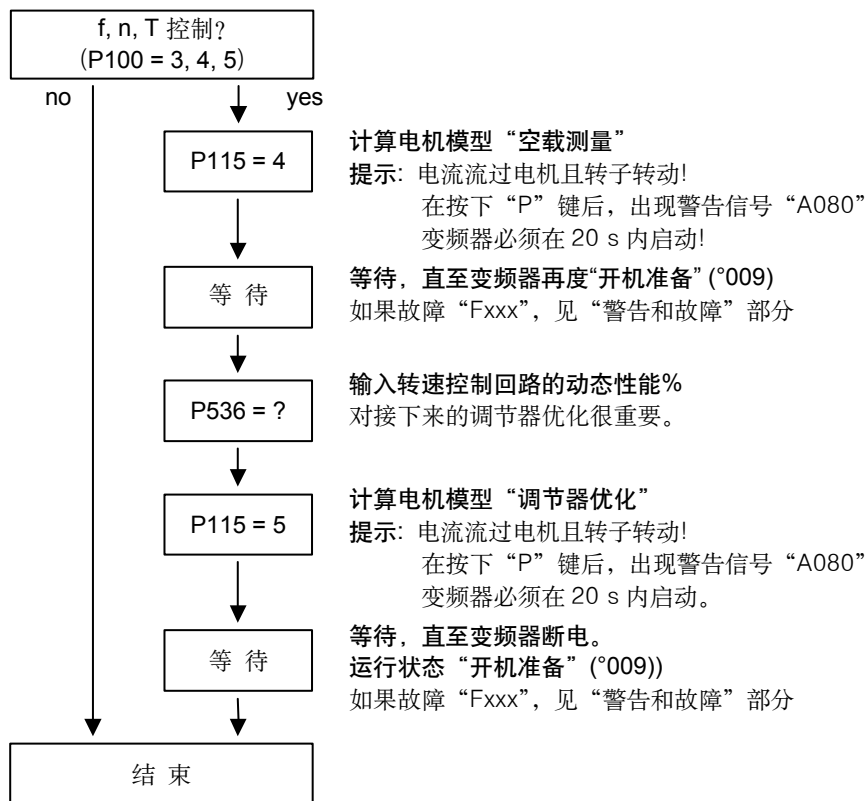 f, n, T 控制?
(P100 = 3, 4, 5)
no
yes
P115 = 4
计算电机模型“空载测量”
提示: 电流流过电机且转子转动!
在按下“P”键后，出现警告信号“A080”
变频器必须在 20 s 内启动!
等 待
等待，直至变频器再度“开机准备” (°009)
如果故障“Fxxx”，见“警告和故障”部分
P536 = ?
输入转速控制回路的动态性能%
对接下来的调节器优化很重要。
P115 = 5
计算电机模型“调节器优化”
提示: 电流流过电机且转子转动!
在按下“P”键后，出现警告信号“A080”
变频器必须在 20 s 内启动。
等 待
等待，直至变频器断电。
运行状态“开机准备” (°009))
如果故障“Fxxx”，见“警告和故障”部分
结 束